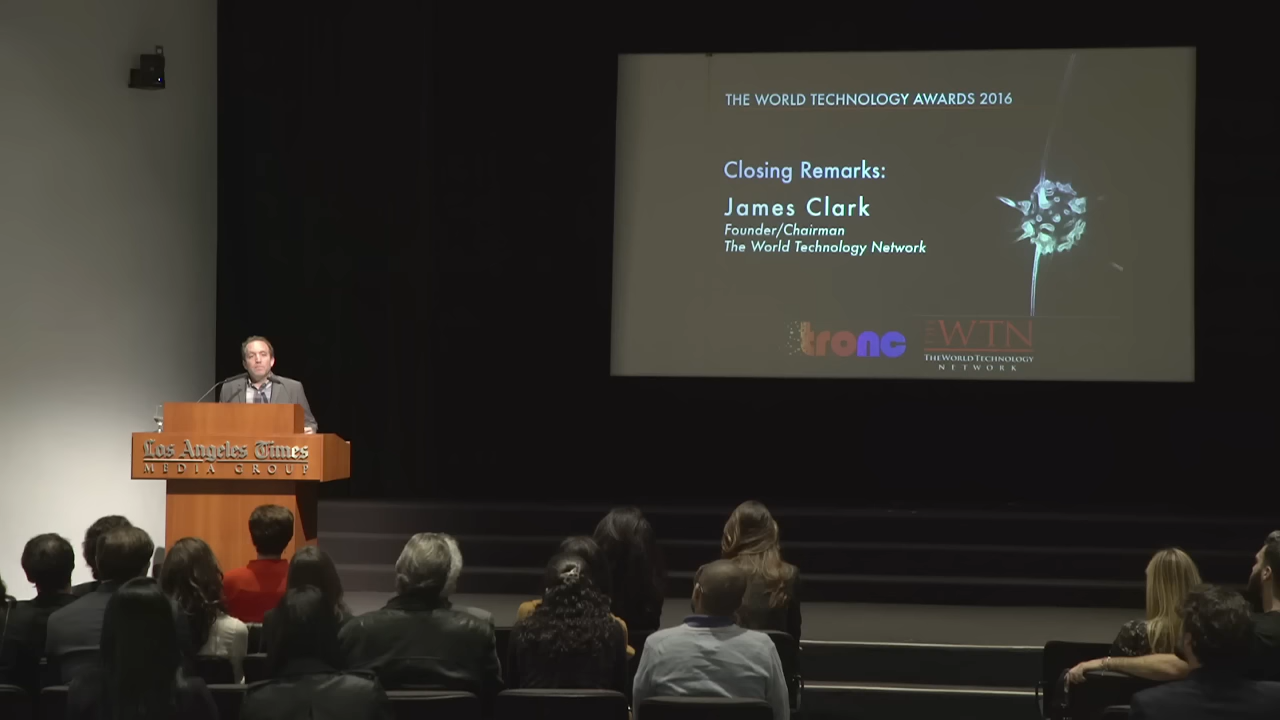 THE WORLD TECHNOLOGY AWARDS 2016
Closing Remarks:
James Clark
Founder/Chairman
The World Technology Network
tronc
THE WTN
THE WORLD TECHNOLOGY
NETWORK
Los Angeles Times
MEDIA GROUP